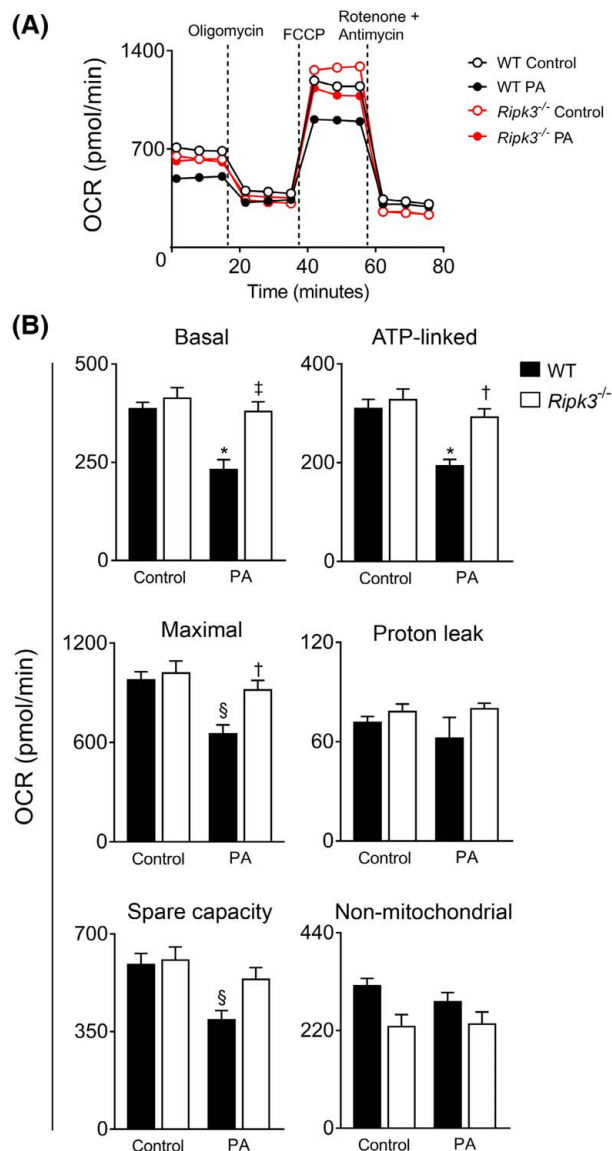 (A)
Oligomycin
FCCP
Rotenone +
Antimycin
1400
700
0
OCR (pmol/min)
0 20 40 60 80
Time (minutes)
WT Control
WT PA
Ripk3-/- Control
Ripk3-/- PA
(B)
OCR (pmol/min)
Basal
500
250
0
*
‡
Control PA
ATP-linked
400
200
0
*
†
Control PA
WT
Ripk3-/-
Maximal
1200
600
0
§
†
Control PA
Proton leak
120
60
0
Control PA
Spare capacity
700
350
0
§
Control PA
Non-mitochondrial
440
220
0
Control PA